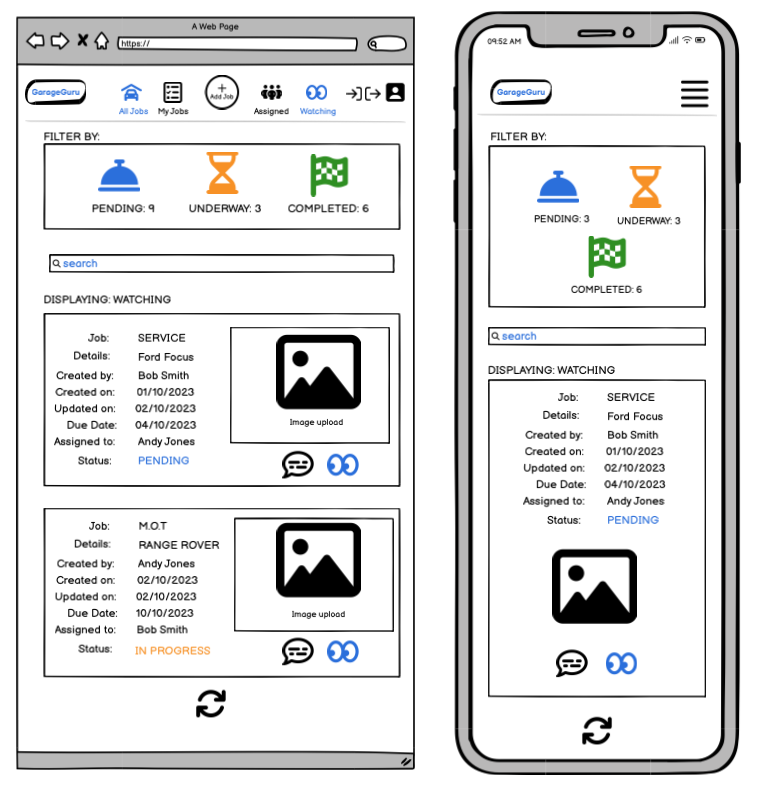 A Web Page
https://
GarageGuru
All Jobs
My Jobs
Add Job
Assigned
Watching
FILTER BY:
PENDING: 9
UNDERWAY: 3
COMPLETED: 6
search
DISPLAYING: WATCHING
Job: SERVICE
Details: Ford Focus
Created by: Bob Smith
Created on: 01/10/2023
Updated on: 02/10/2023
Due Date: 04/10/2023
Assigned to: Andy Jones
Status: PENDING
Image upload
Job: M.O.T
Details: RANGE ROVER
Created by: Andy Jones
Created on: 02/10/2023
Updated on: 02/10/2023
Due Date: 10/10/2023
Assigned to: Bob Smith
Status: IN PROGRESS
Image upload
09:52 AM
GarageGuru
FILTER BY:
PENDING: 3
UNDERWAY: 3
COMPLETED: 6
search
DISPLAYING: WATCHING
Job: SERVICE
Details: Ford Focus
Created by: Bob Smith
Created on: 01/10/2023
Updated on: 02/10/2023
Due Date: 04/10/2023
Assigned to: Andy Jones
Status: PENDING